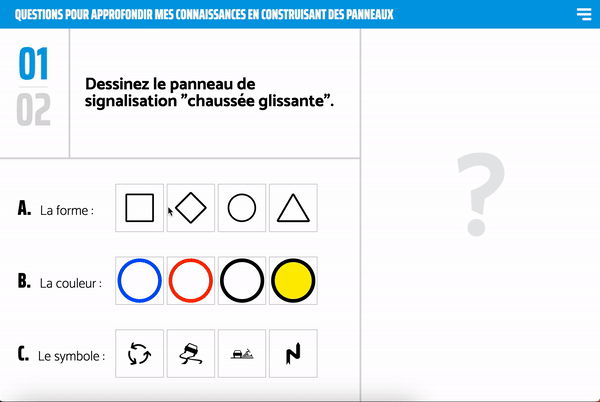 QUESTIONS POUR APPROFONDIR MES CONNAISSANCES EN CONSTRUISANT DES PANNEAUX
01
02
Dessinez le panneau de
signalisation "chaussée glissante".
?
A. La forme :
B. La couleur :
C. Le symbole :